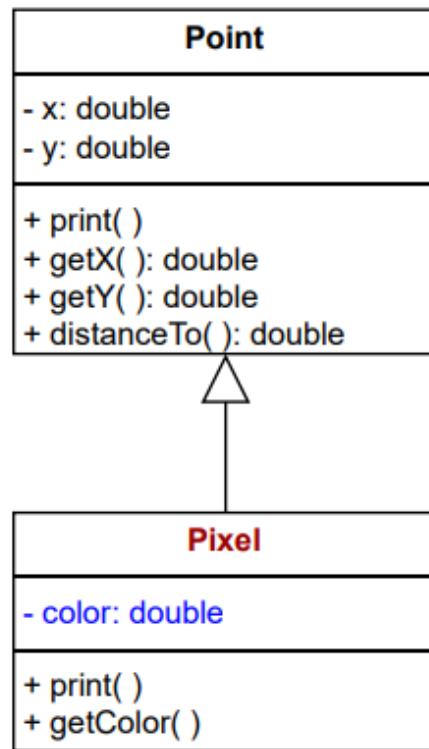 Point
- x: double
- y: double
+ print( )
+ getX( ): double
+ getY( ): double
+ distanceTo( ): double
Pixel
- color: double
+ print( )
+ getColor( )